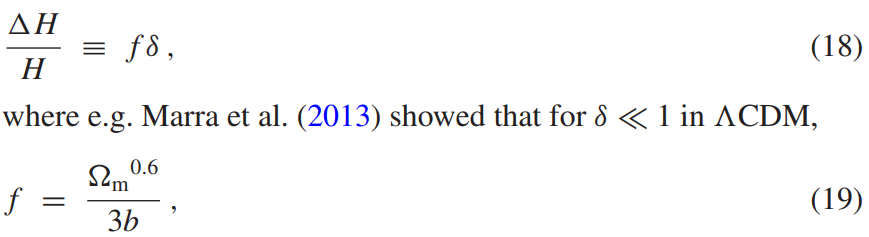 ΔH/H ≡ fδ , (18)
where e.g. Marra et al. (2013) showed that for δ ≪ 1 in ΛCDM,
f = Ωₘ^0.6/3b , (19)